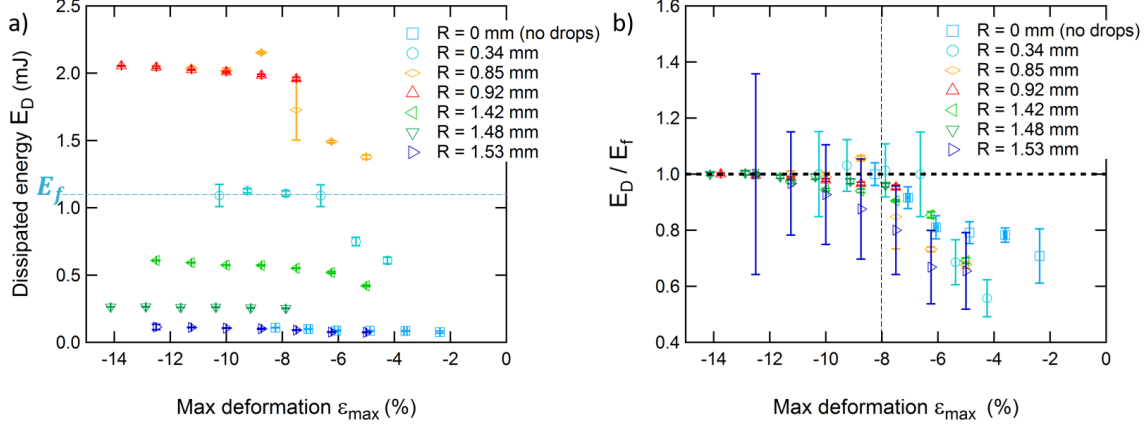 a)
Dissipated energy E_D (mJ)
2.5
2.0
1.5
1.0
0.5
0.0
E_f
R = 0 mm (no drops)
R = 0.34 mm
R = 0.85 mm
R = 0.92 mm
R = 1.42 mm
R = 1.48 mm
R = 1.53 mm
-14 -12 -10 -8 -6 -4 -2 0
Max deformation ε_max (%)
b)
E_D / E_f
1.6
1.4
1.2
1.0
0.8
0.6
0.4
R = 0 mm (no drops)
R = 0.34 mm
R = 0.85 mm
R = 0.92 mm
R = 1.42 mm
R = 1.48 mm
R = 1.53 mm
-14 -12 -10 -8 -6 -4 -2 0
Max deformation ε_max (%)